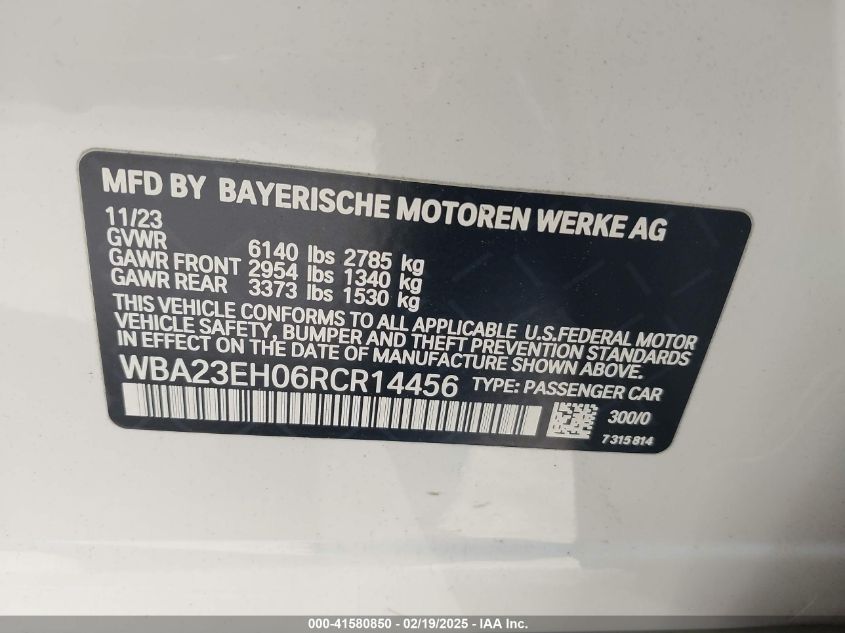 MFD BY BAYERISCHE MOTOREN WERKE AG
11/23
GVWR 6140 lbs 2785 kg
GAWR FRONT 2954 lbs 1340 kg
GAWR REAR 3373 lbs 1530 kg
THIS VEHICLE CONFORMS TO ALL APPLICABLE U.S.FEDERAL MOTOR
VEHICLE SAFETY, BUMPER AND THEFT PREVENTION STANDARDS
IN EFFECT ON THE DATE OF MANUFACTURE SHOWN ABOVE.
WBA23EH06RCR14456 TYPE: PASSENGER CAR
300/0
7315814
000-41580850 - 02/19/2025 - IAA Inc.